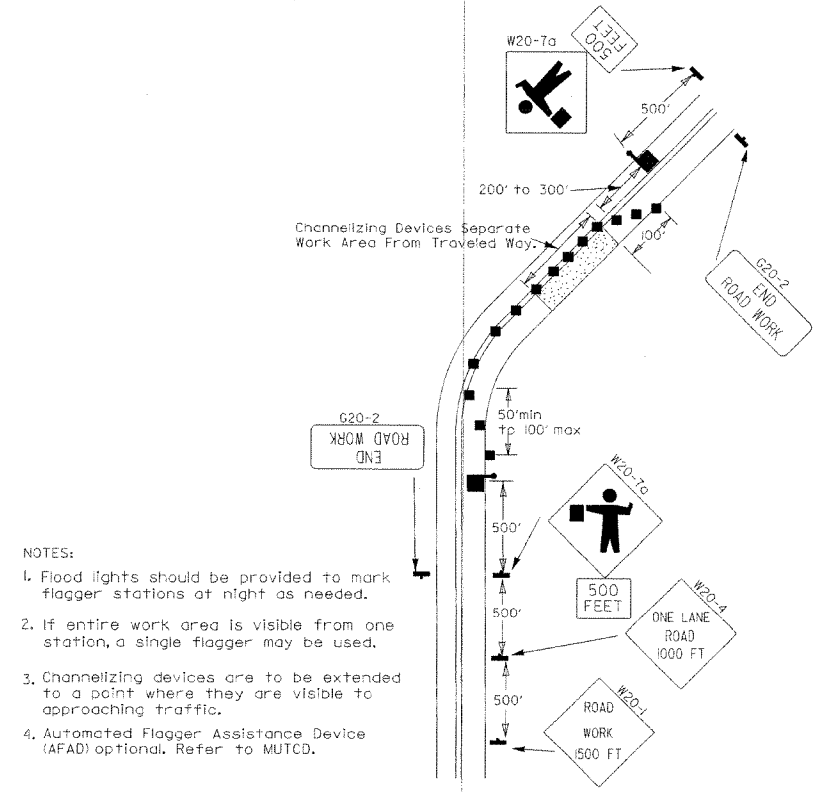 W20-7a
500
FEET
500'
200' to 300'
Channelizing Devices Separate
Work Area From Traveled Way.
100'
G20-2
END
ROAD WORK
G20-2
END
ROAD WORK
50'min
to 100' max
W20-7a
500'
500
FEET
500'
W20-4
ONE LANE
ROAD
1000 FT
500'
W20-1
ROAD
WORK
1500 FT
NOTES:
1. Flood lights should be provided to mark
flagger stations at night as needed.
2. If entire work area is visible from one
station, a single flagger may be used.
3. Channelizing devices are to be extended
to a point where they are visible to
approaching traffic.
4. Automated Flagger Assistance Device
(AFAD) optional. Refer to MUTCD.